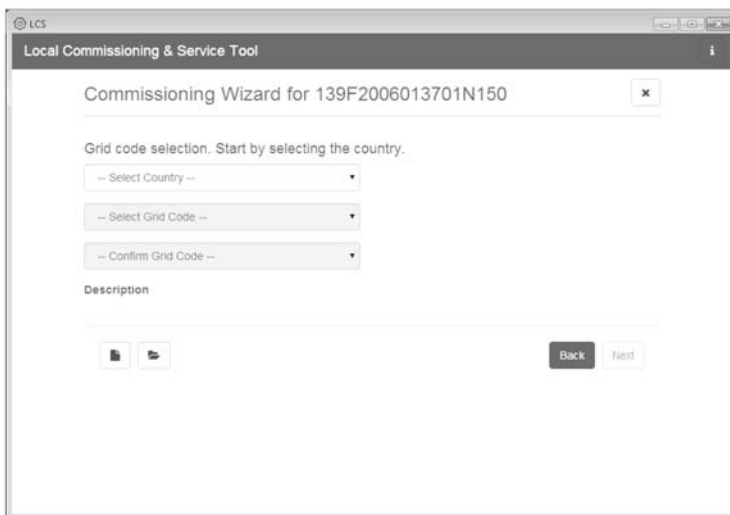 LCS
Local Commissioning & Service Tool
i
Commissioning Wizard for 139F2006013701N150
Grid code selection. Start by selecting the country.
-- Select Country --
-- Select Grid Code --
-- Confirm Grid Code --
Description
Back Next